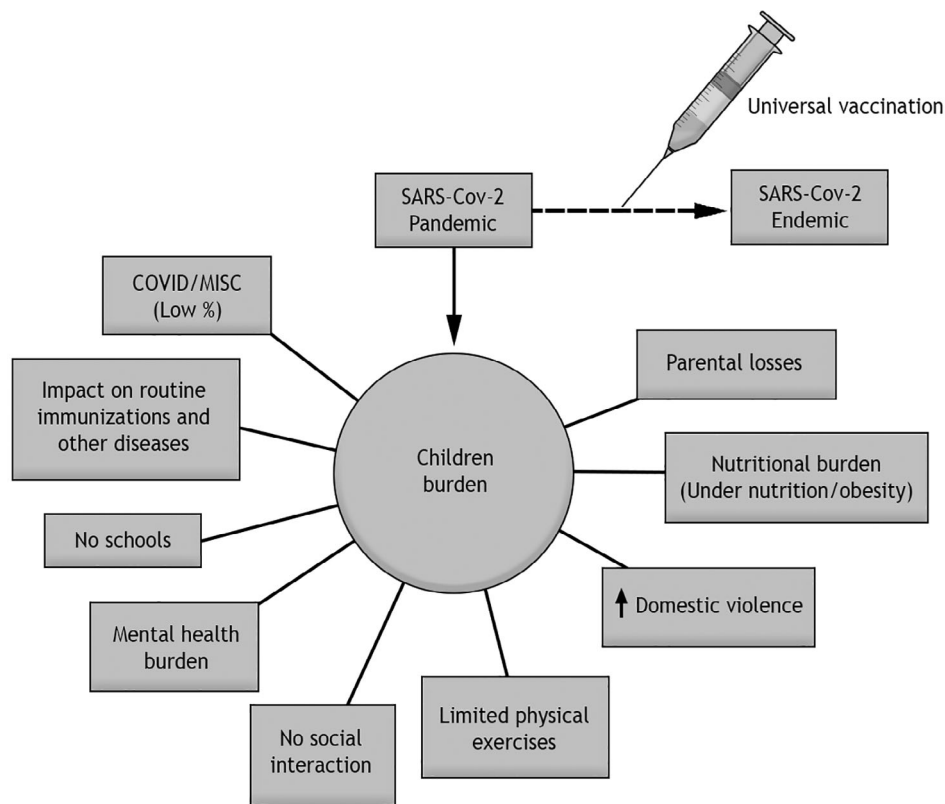 Universal vaccination
SARS-Cov-2
Pandemic
SARS-Cov-2
Endemic
COVID/MISC
(Low %)
Impact on routine
immunizations and
other diseases
No schools
Mental health
burden
No social
interaction
Limited physical
exercises
Domestic violence
Nutritional burden
(Under nutrition/obesity)
Parental losses
Children
burden